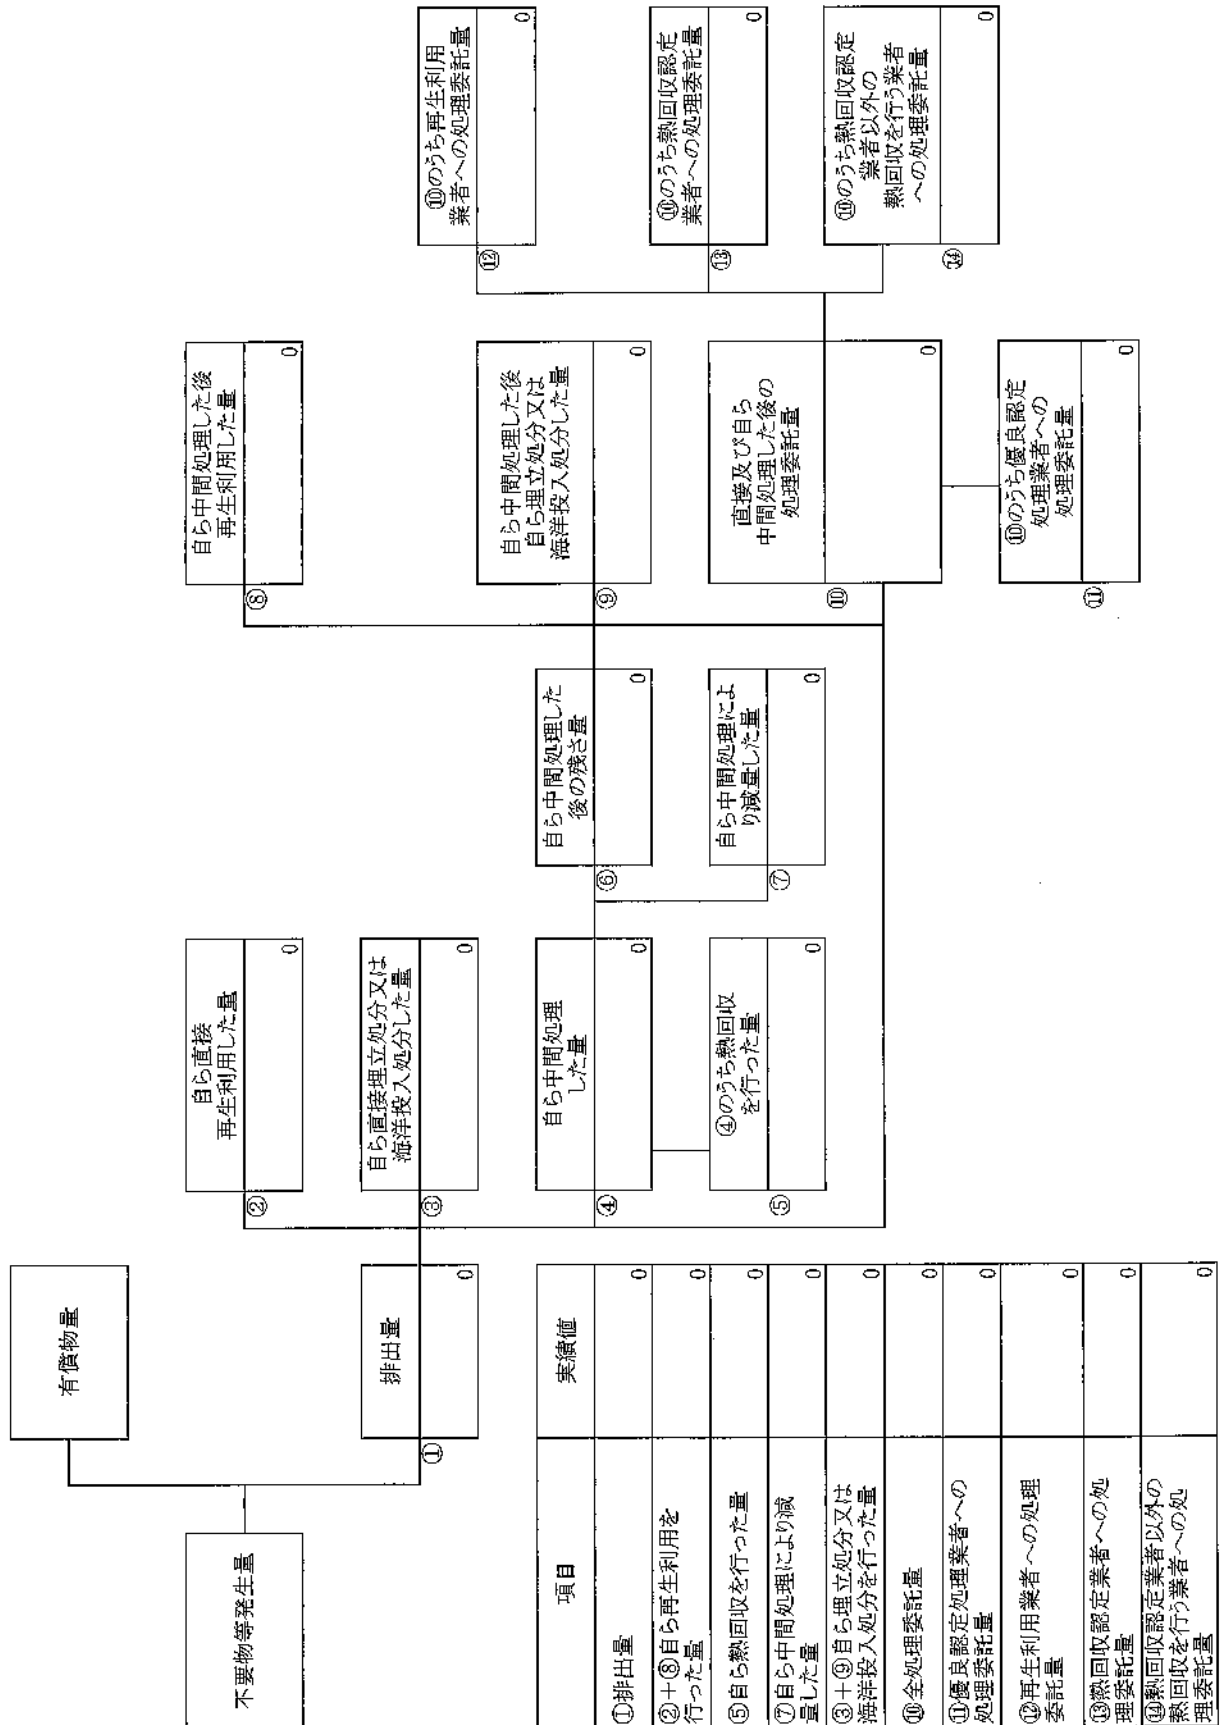 不要物等発生量
有償物量
①
排出量
0
②
自ら直接
再生利用した量
0
③
自ら直接埋立処分又は
海洋投入処分した量
0
④
自ら中間処理
した量
0
⑤
④のうち熱回収
を行った量
0
⑥
自ら中間処理した
後の残さ量
0
⑦
自ら中間処理によ
り減量した量
0
⑧
自ら中間処理した後
再生利用した量
0
⑨
自ら中間処理した後
自ら埋立処分又は
海洋投入処分した量
0
⑩
直接及び自ら
中間処理した後の
処理委託量
0
⑪
⑩のうち優良認定
処理業者への
処理委託量
0
⑫
⑩のうち再生利用
業者への処理委託量
0
⑬
⑩のうち熱回収認定
業者への処理委託量
0
⑭
⑩のうち熱回収認定
業者以外の
熱回収を行う業者
への処理委託量
0
項目 実績値
①排出量 0
②+⑧自ら再生利用を
行った量 0
⑤自ら熱回収を行った量 0
⑦自ら中間処理により減
量した量 0
③+⑨自ら埋立処分又は
海洋投入処分を行った量 0
⑩全処理委託量 0
⑪優良認定処理業者への
処理委託量 0
⑫再生利用業者への処理
委託量 0
⑬熱回収認定業者への処
理委託量 0
⑭熱回収認定業者以外の
熱回収を行う業者への処
理委託量 0